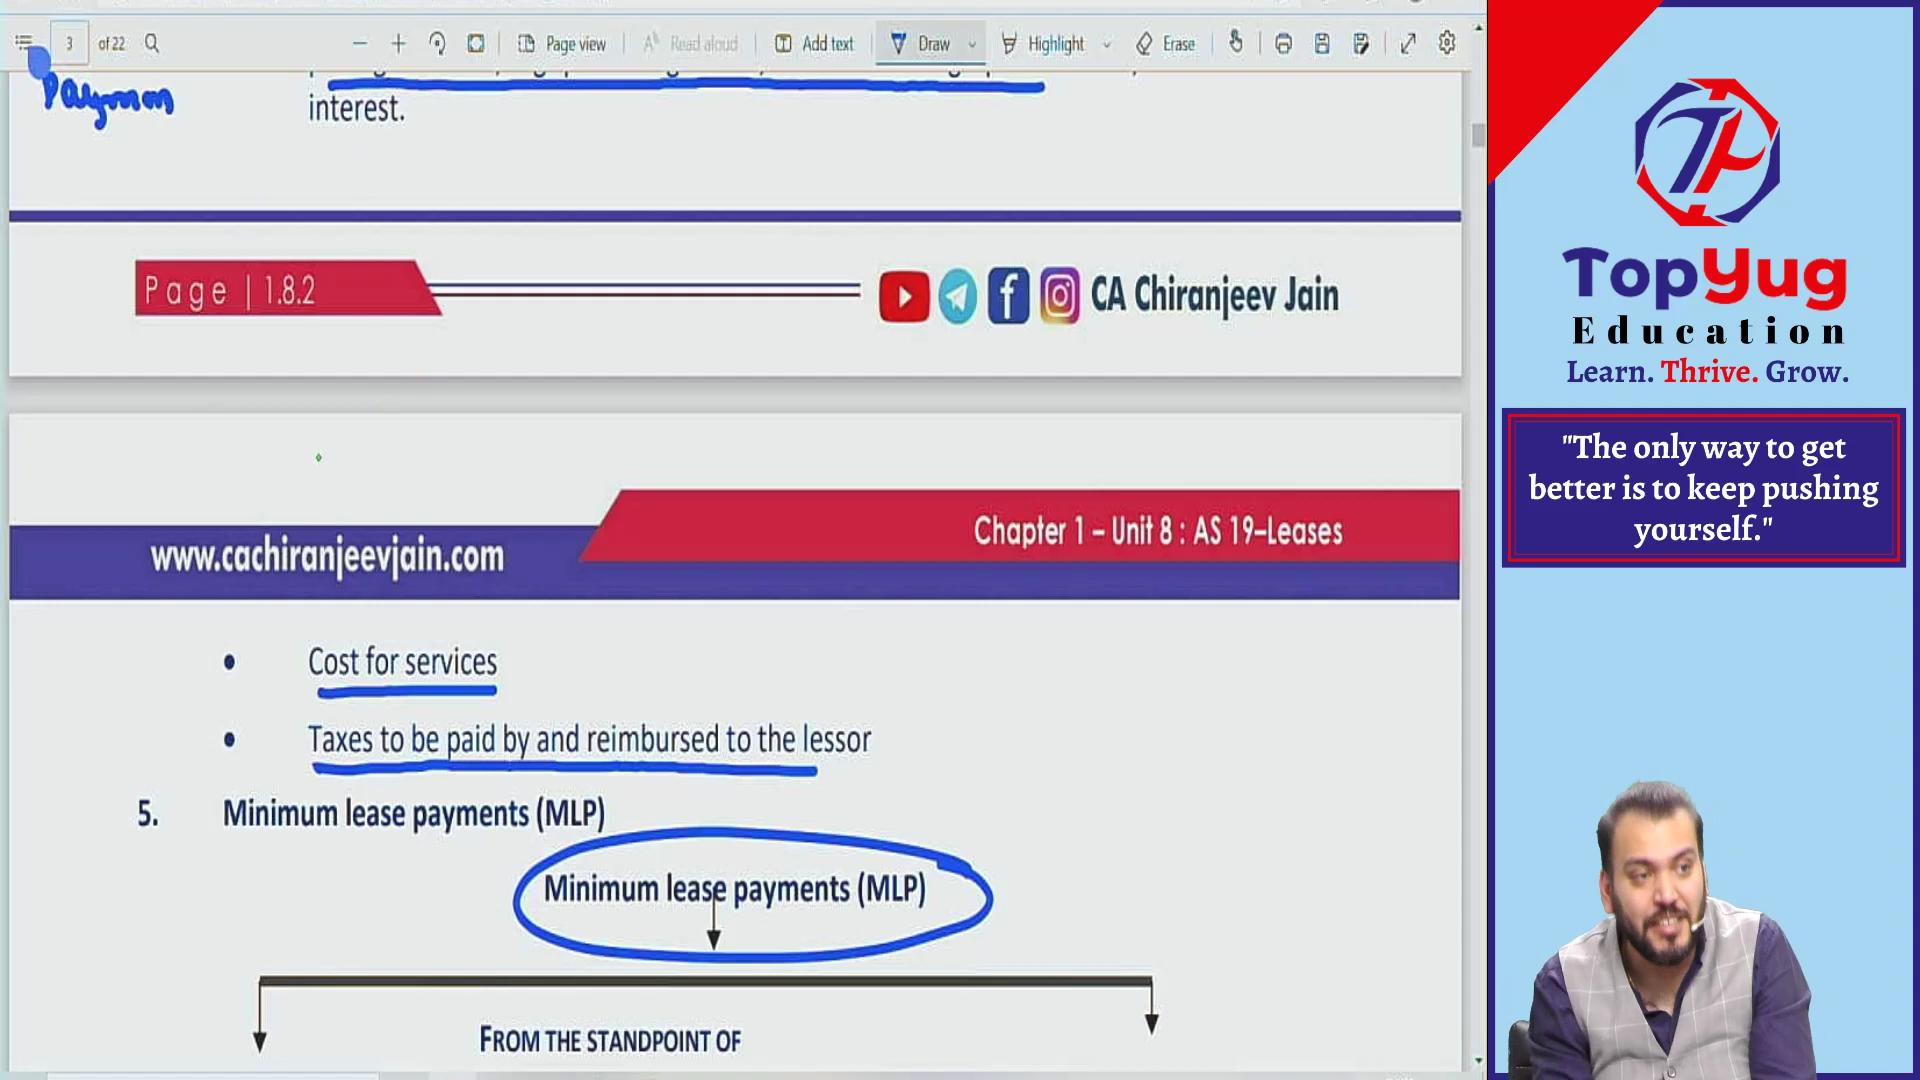 3 of 22 Page view Read aloud Add text Draw Highlight Erase
interest.
Page | 1.8.2
CA Chiranjeev Jain
www.cachiranjeevjain.com
Chapter 1 – Unit 8 : AS 19–Leases
• Cost for services
• Taxes to be paid by and reimbursed to the lessor
5. Minimum lease payments (MLP)
Minimum lease payments (MLP)
FROM THE STANDPOINT OF
TopYug
Education
Learn. Thrive. Grow.
"The only way to get
better is to keep pushing
yourself."